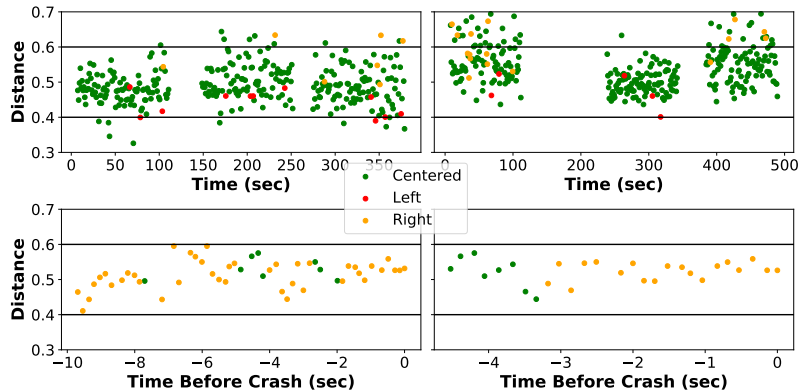 0.7
0.6
0.5
0.4
0.3
Distance
0 50 100 150 200 250 300 350
Time (sec)
0 100 200 300 400 500
Time (sec)
Centered
Left
Right
0.7
0.6
0.5
0.4
0.3
Distance
−10 −8 −6 −4 −2 0
Time Before Crash (sec)
−4 −3 −2 −1 0
Time Before Crash (sec)